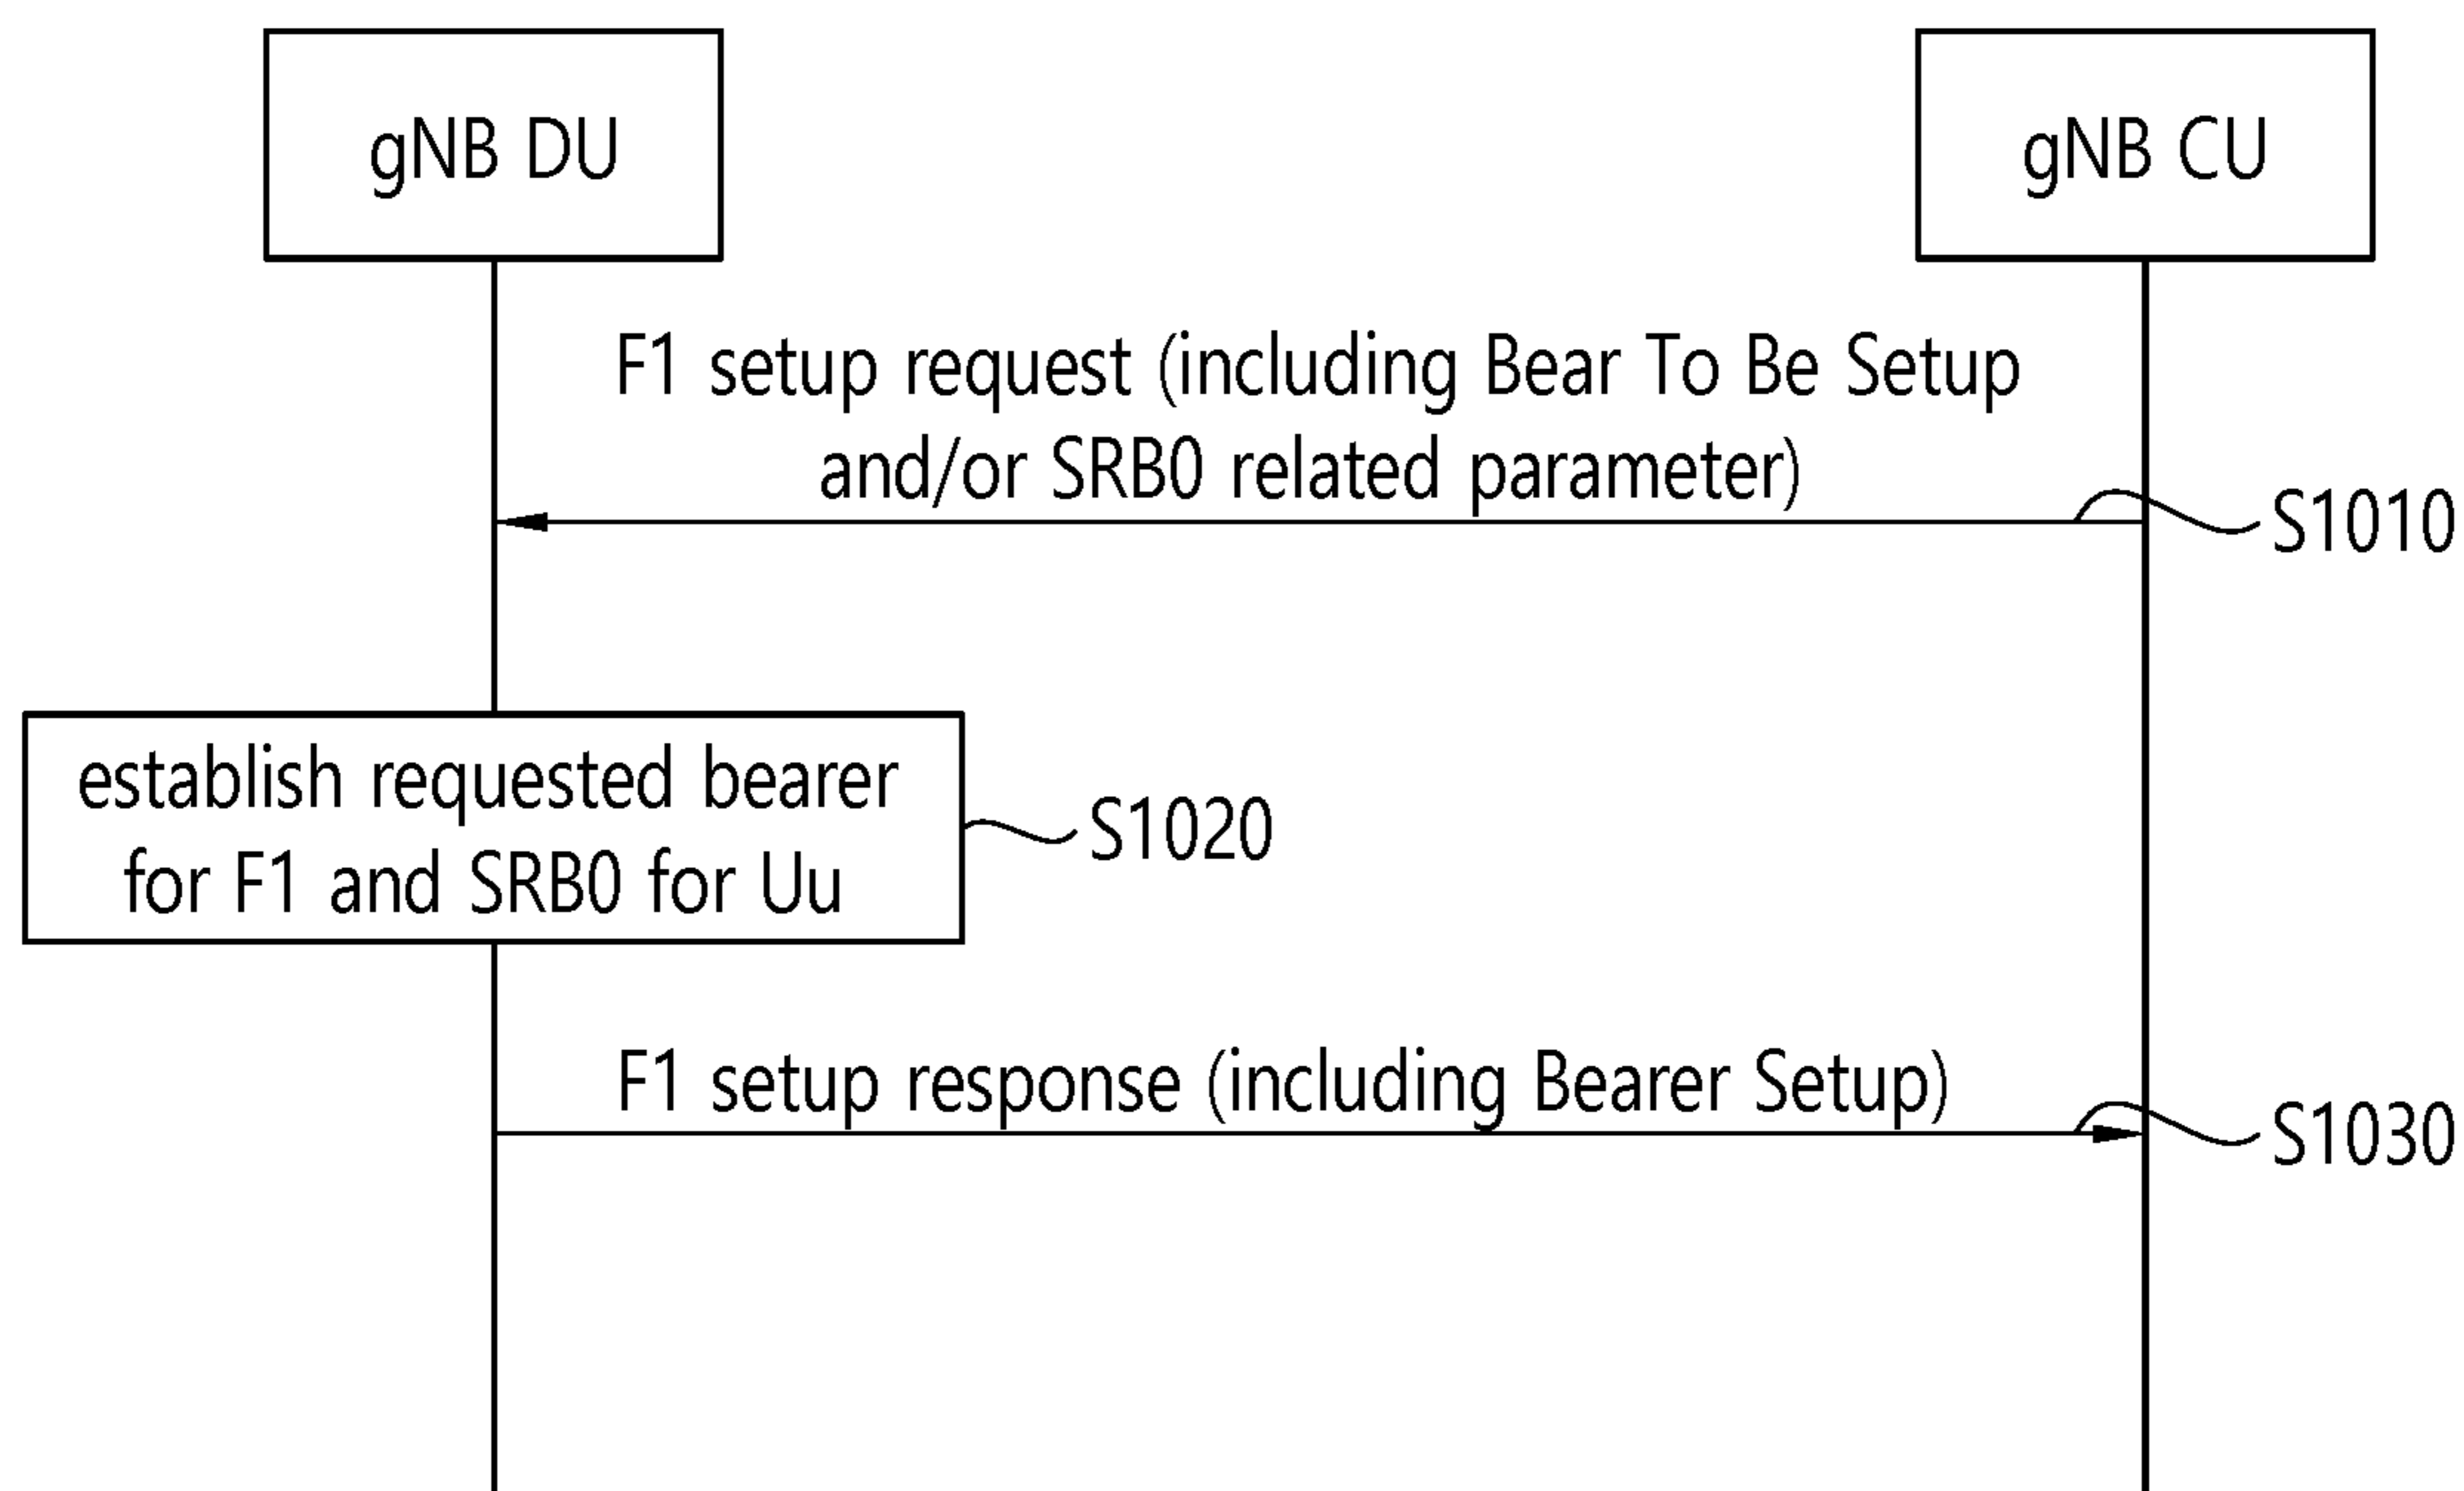 gNB DU
gNB CU
F1 setup request (including Bear To Be Setup
and/or SRB0 related parameter)
S1010
establish requested bearer
for F1 and SRB0 for Uu
S1020
F1 setup response (including Bearer Setup)
S1030